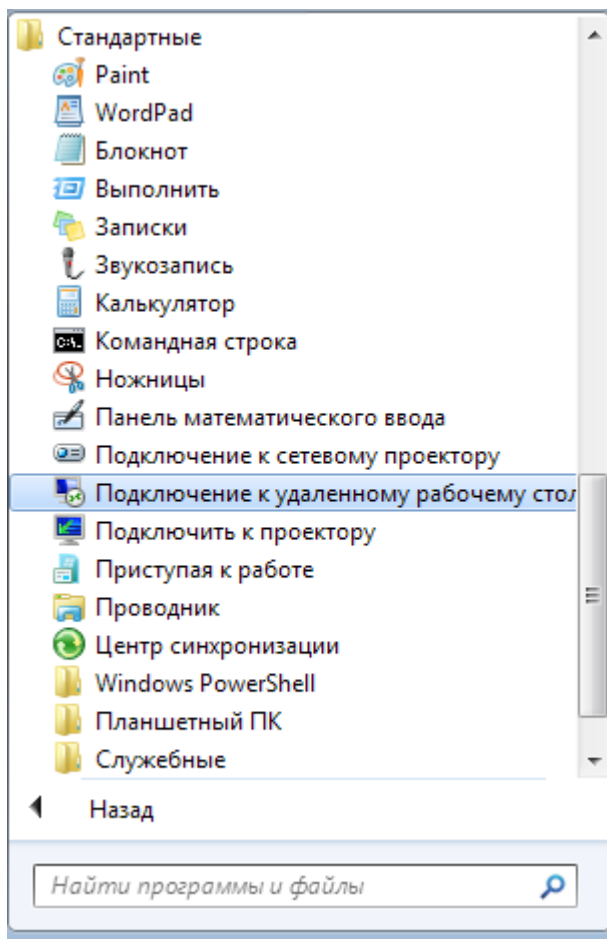 Стандартные
Paint
WordPad
Блокнот
Выполнить
Записки
Звукозапись
Калькулятор
Командная строка
Ножницы
Панель математического ввода
Подключение к сетевому проектору
Подключение к удаленному рабочему стол
Подключить к проектору
Приступая к работе
Проводник
Центр синхронизации
Windows PowerShell
Планшетный ПК
Служебные
Назад
Найти программы и файлы